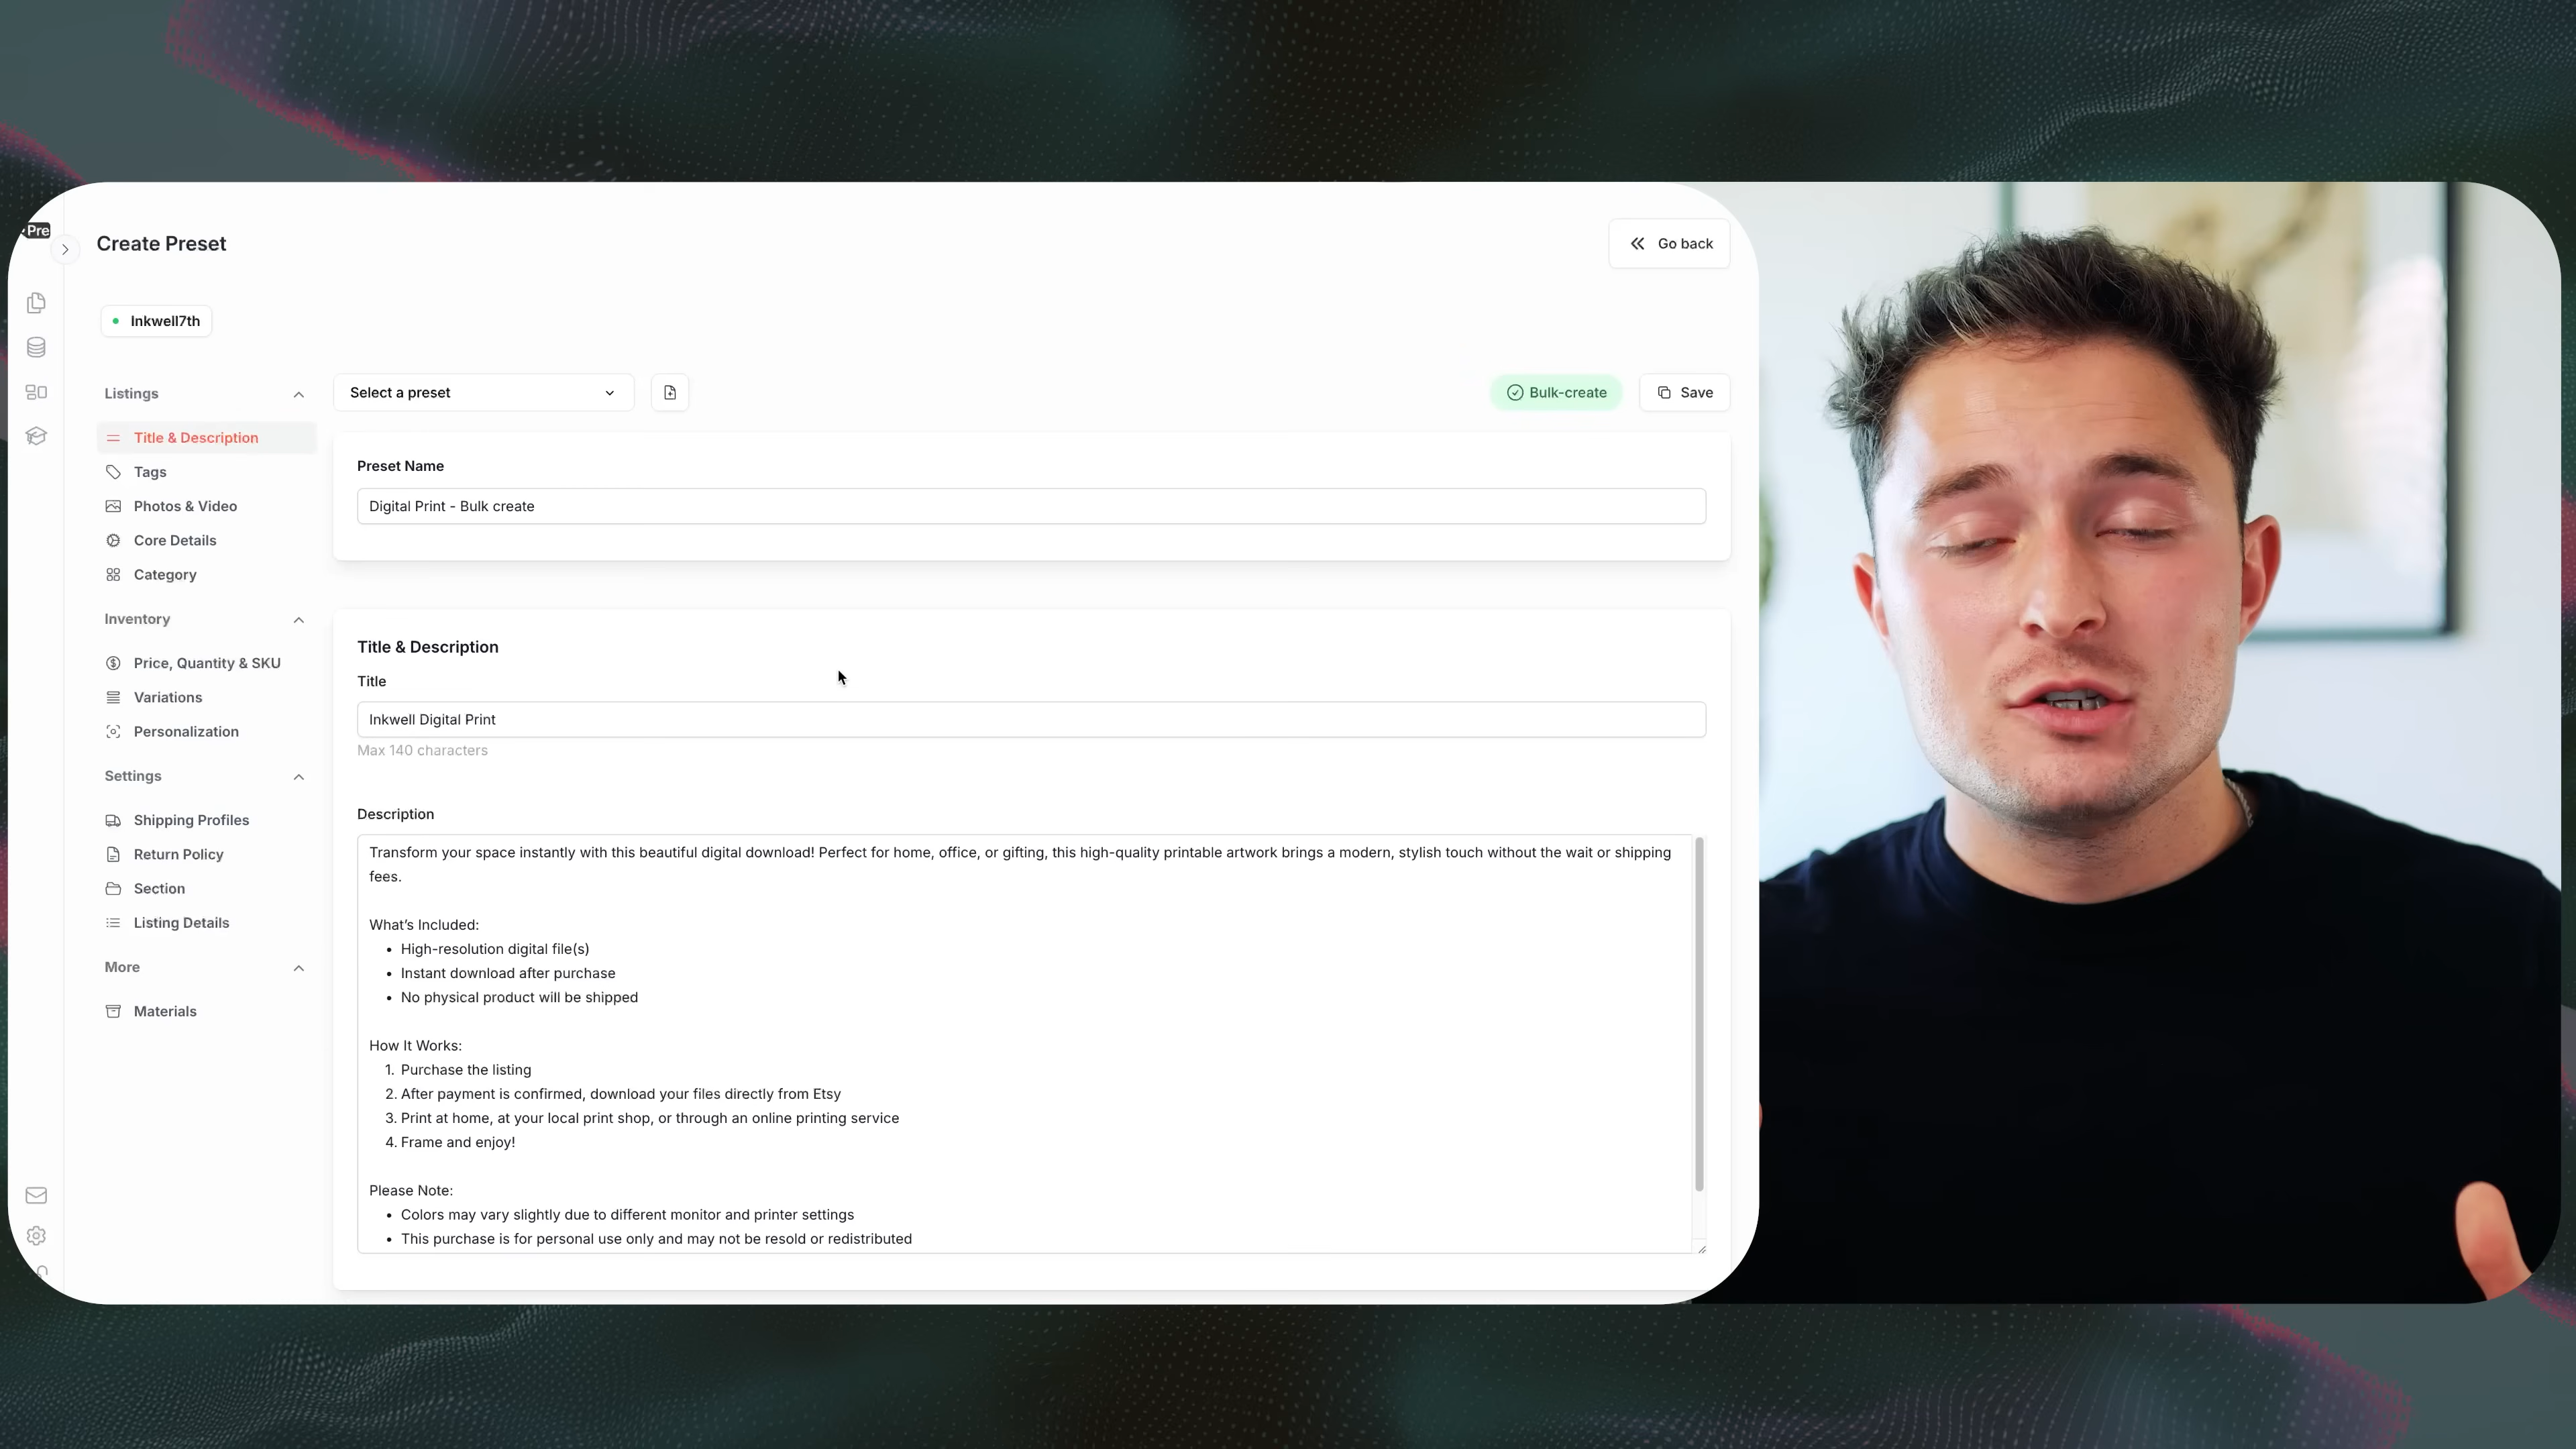 Pre
Create Preset
Go back
Inkwell7th
Listings
Select a preset
Bulk-create
Save
Title & Description
Tags
Photos & Video
Core Details
Category
Inventory
Price, Quantity & SKU
Variations
Personalization
Settings
Shipping Profiles
Return Policy
Section
Listing Details
More
Materials
Preset Name
Digital Print - Bulk create
Title & Description
Title
Inkwell Digital Print
Max 140 characters
Description
Transform your space instantly with this beautiful digital download! Perfect for home, office, or gifting, this high-quality printable artwork brings a modern, stylish touch without the wait or shipping
fees.
What’s Included:
• High-resolution digital file(s)
• Instant download after purchase
• No physical product will be shipped
How It Works:
1. Purchase the listing
2. After payment is confirmed, download your files directly from Etsy
3. Print at home, at your local print shop, or through an online printing service
4. Frame and enjoy!
Please Note:
• Colors may vary slightly due to different monitor and printer settings
• This purchase is for personal use only and may not be resold or redistributed